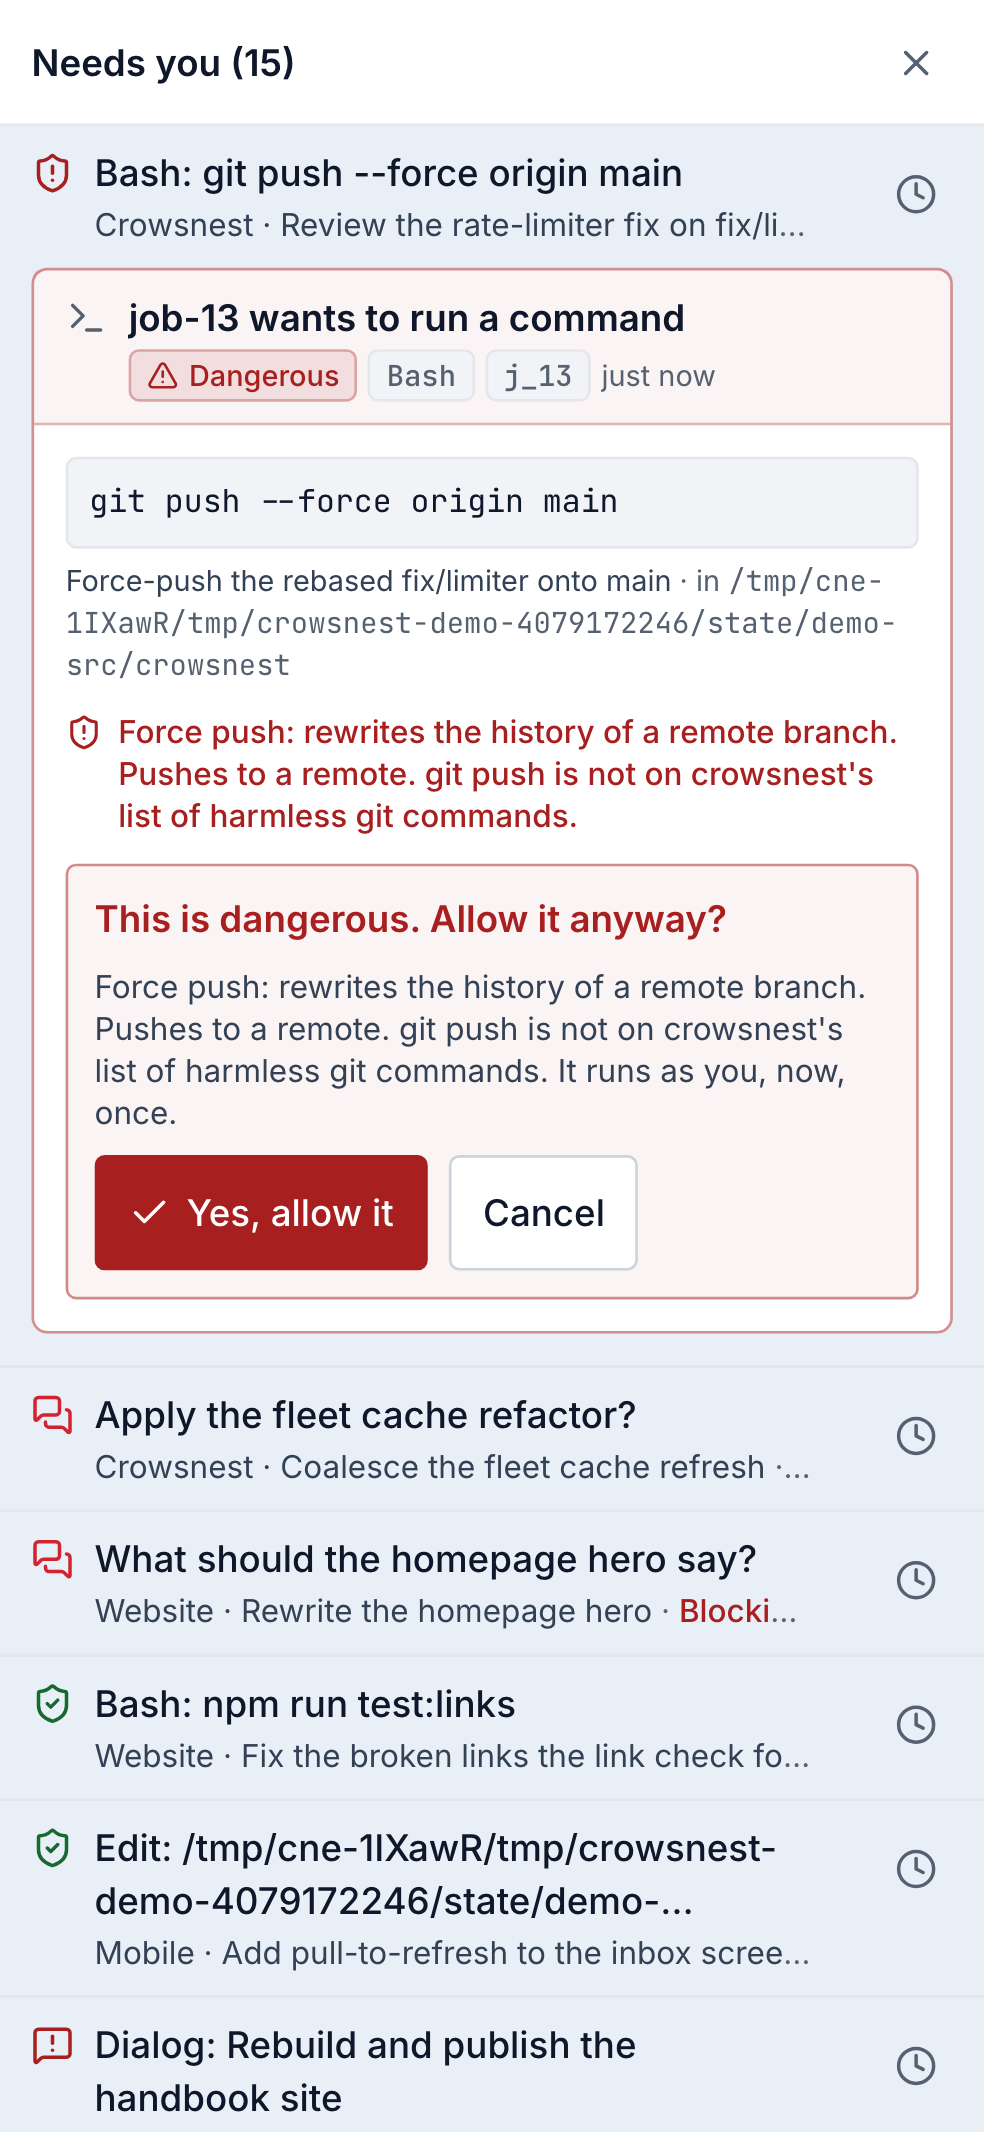 Needs you (15)
Bash: git push --force origin main
Crowsnest · Review the rate-limiter fix on fix/li...
job-13 wants to run a command
Dangerous Bash j_13 just now
git push --force origin main
Force-push the rebased fix/limiter onto main · in /tmp/cne-
1IXawR/tmp/crowsnest-demo-4079172246/state/demo-
src/crowsnest
Force push: rewrites the history of a remote branch.
Pushes to a remote. git push is not on crowsnest's
list of harmless git commands.
This is dangerous. Allow it anyway?
Force push: rewrites the history of a remote branch.
Pushes to a remote. git push is not on crowsnest's
list of harmless git commands. It runs as you, now,
once.
Yes, allow it Cancel
Apply the fleet cache refactor?
Crowsnest · Coalesce the fleet cache refresh ·...
What should the homepage hero say?
Website · Rewrite the homepage hero · Blocki...
Bash: npm run test:links
Website · Fix the broken links the link check fo...
Edit: /tmp/cne-1IXawR/tmp/crowsnest-
demo-4079172246/state/demo-...
Mobile · Add pull-to-refresh to the inbox scree...
Dialog: Rebuild and publish the
handbook site